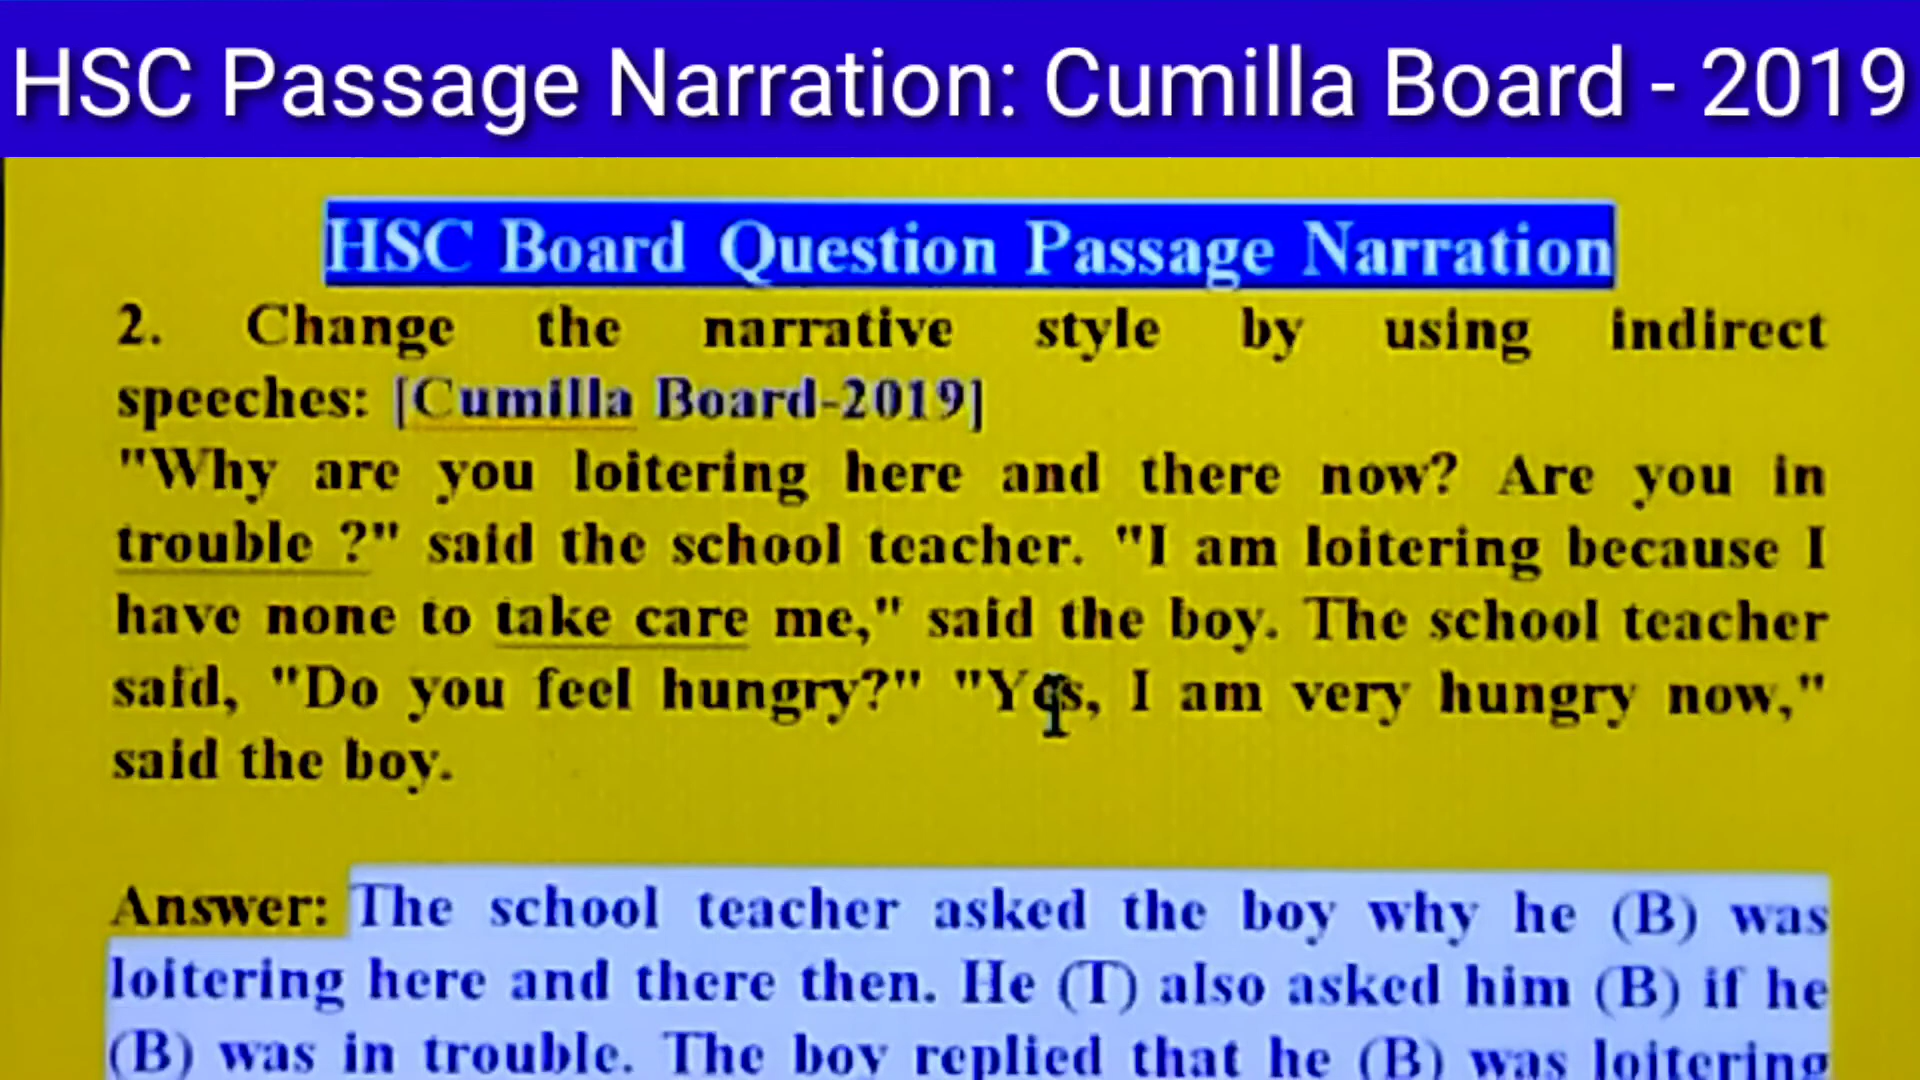 HSC Passage Narration: Cumilla Board - 2019
HSC Board Question Passage Narration
2. Change the narrative style by using indirect
speeches: [Cumilla Board-2019]
"Why are you loitering here and there now? Are you in
trouble ?" said the school teacher. "I am loitering because I
have none to take care me," said the boy. The school teacher
said, "Do you feel hungry?" "Yes, I am very hungry now,"
said the boy.
Answer: The school teacher asked the boy why he (B) was
loitering here and there then. He (T) also asked him (B) if he
(B) was in trouble. The boy replied that he (B) was loitering